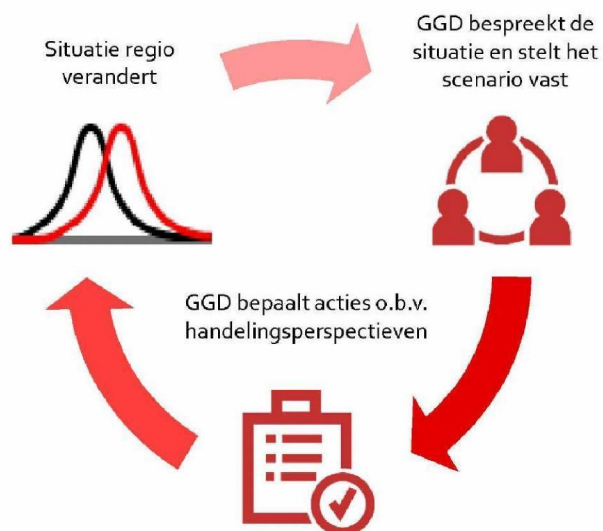 Situatie regio
verandert
GGD bespreekt de
situatie en stelt het
scenario vast
GGD bepaalt acties o.b.v.
handelingsperspectieven